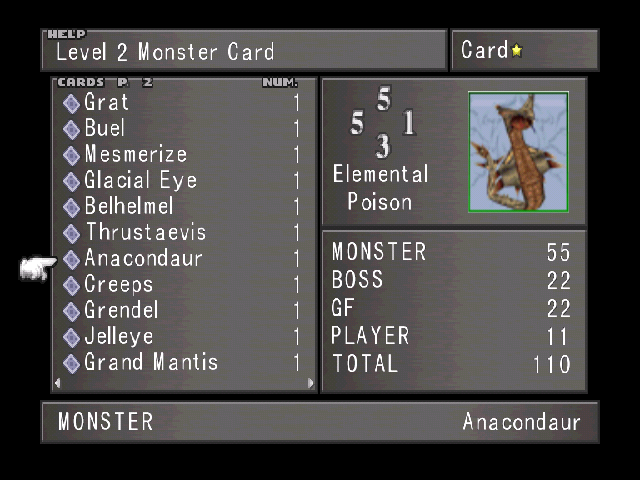 HELP
Level 2 Monster Card
Card★
CARDS P. 2 NUM.
Grat 1
Buel 1
Mesmerize 1
Glacial Eye 1
Belhelmel 1
Thrustaevis 1
Anacondaur 1
Creeps 1
Grendel 1
Jelleye 1
Grand Mantis 1
5
5 1
3
Elemental
Poison
MONSTER 55
BOSS 22
GF 22
PLAYER 11
TOTAL 110
MONSTER Anacondaur